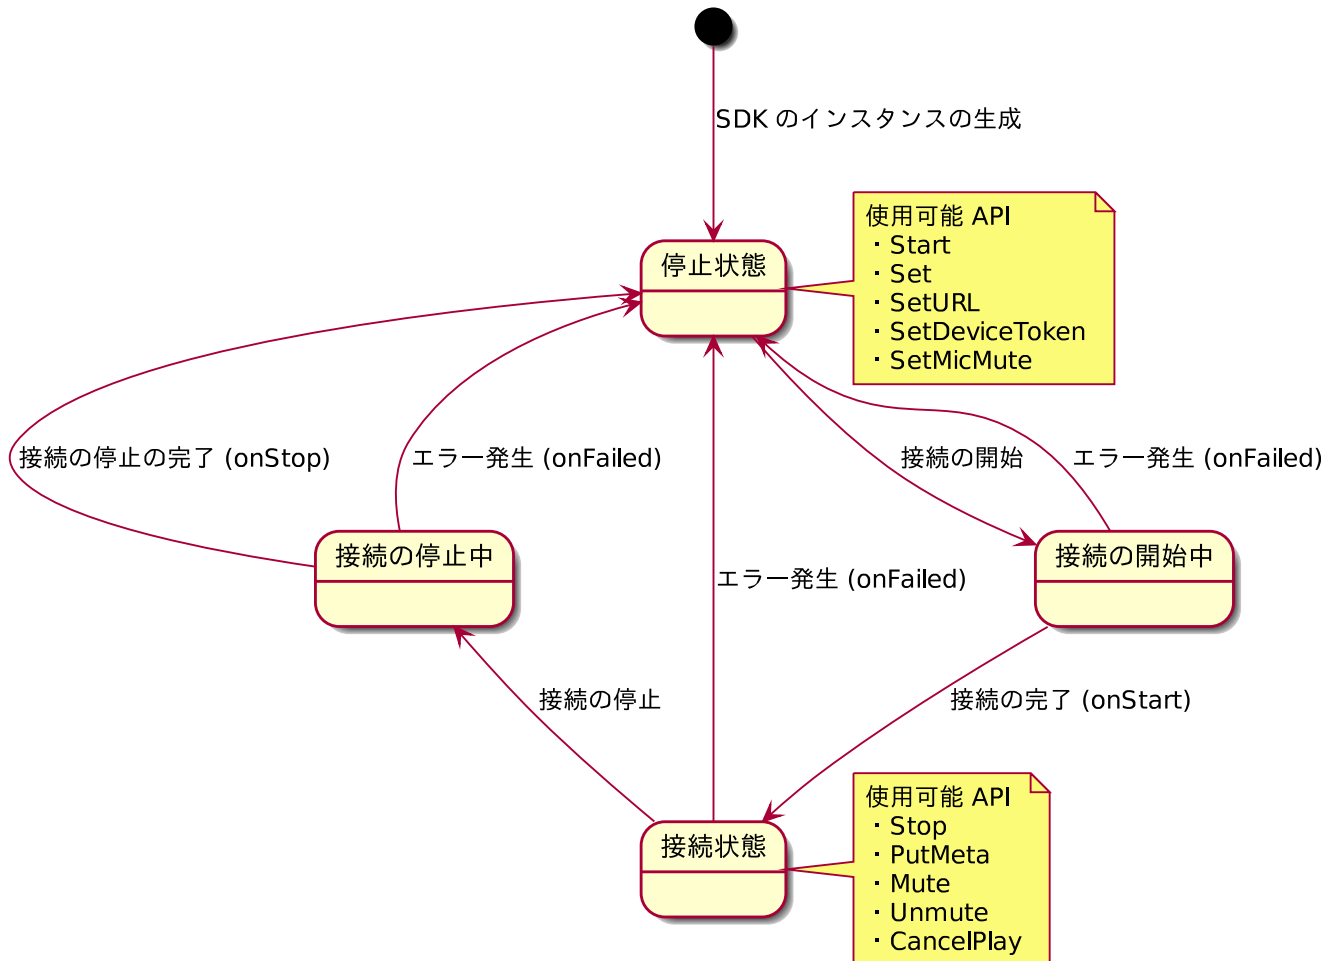 SDK のインスタンスの生成
使用可能 API
・Start
・Set
・SetURL
・SetDeviceToken
・SetMicMute
停止状態
接続の停止の完了 (onStop)
エラー発生 (onFailed)
接続の開始
エラー発生 (onFailed)
接続の停止中
接続の開始中
エラー発生 (onFailed)
接続の停止
接続の完了 (onStart)
使用可能 API
・Stop
・PutMeta
・Mute
・Unmute
・CancelPlay
接続状態